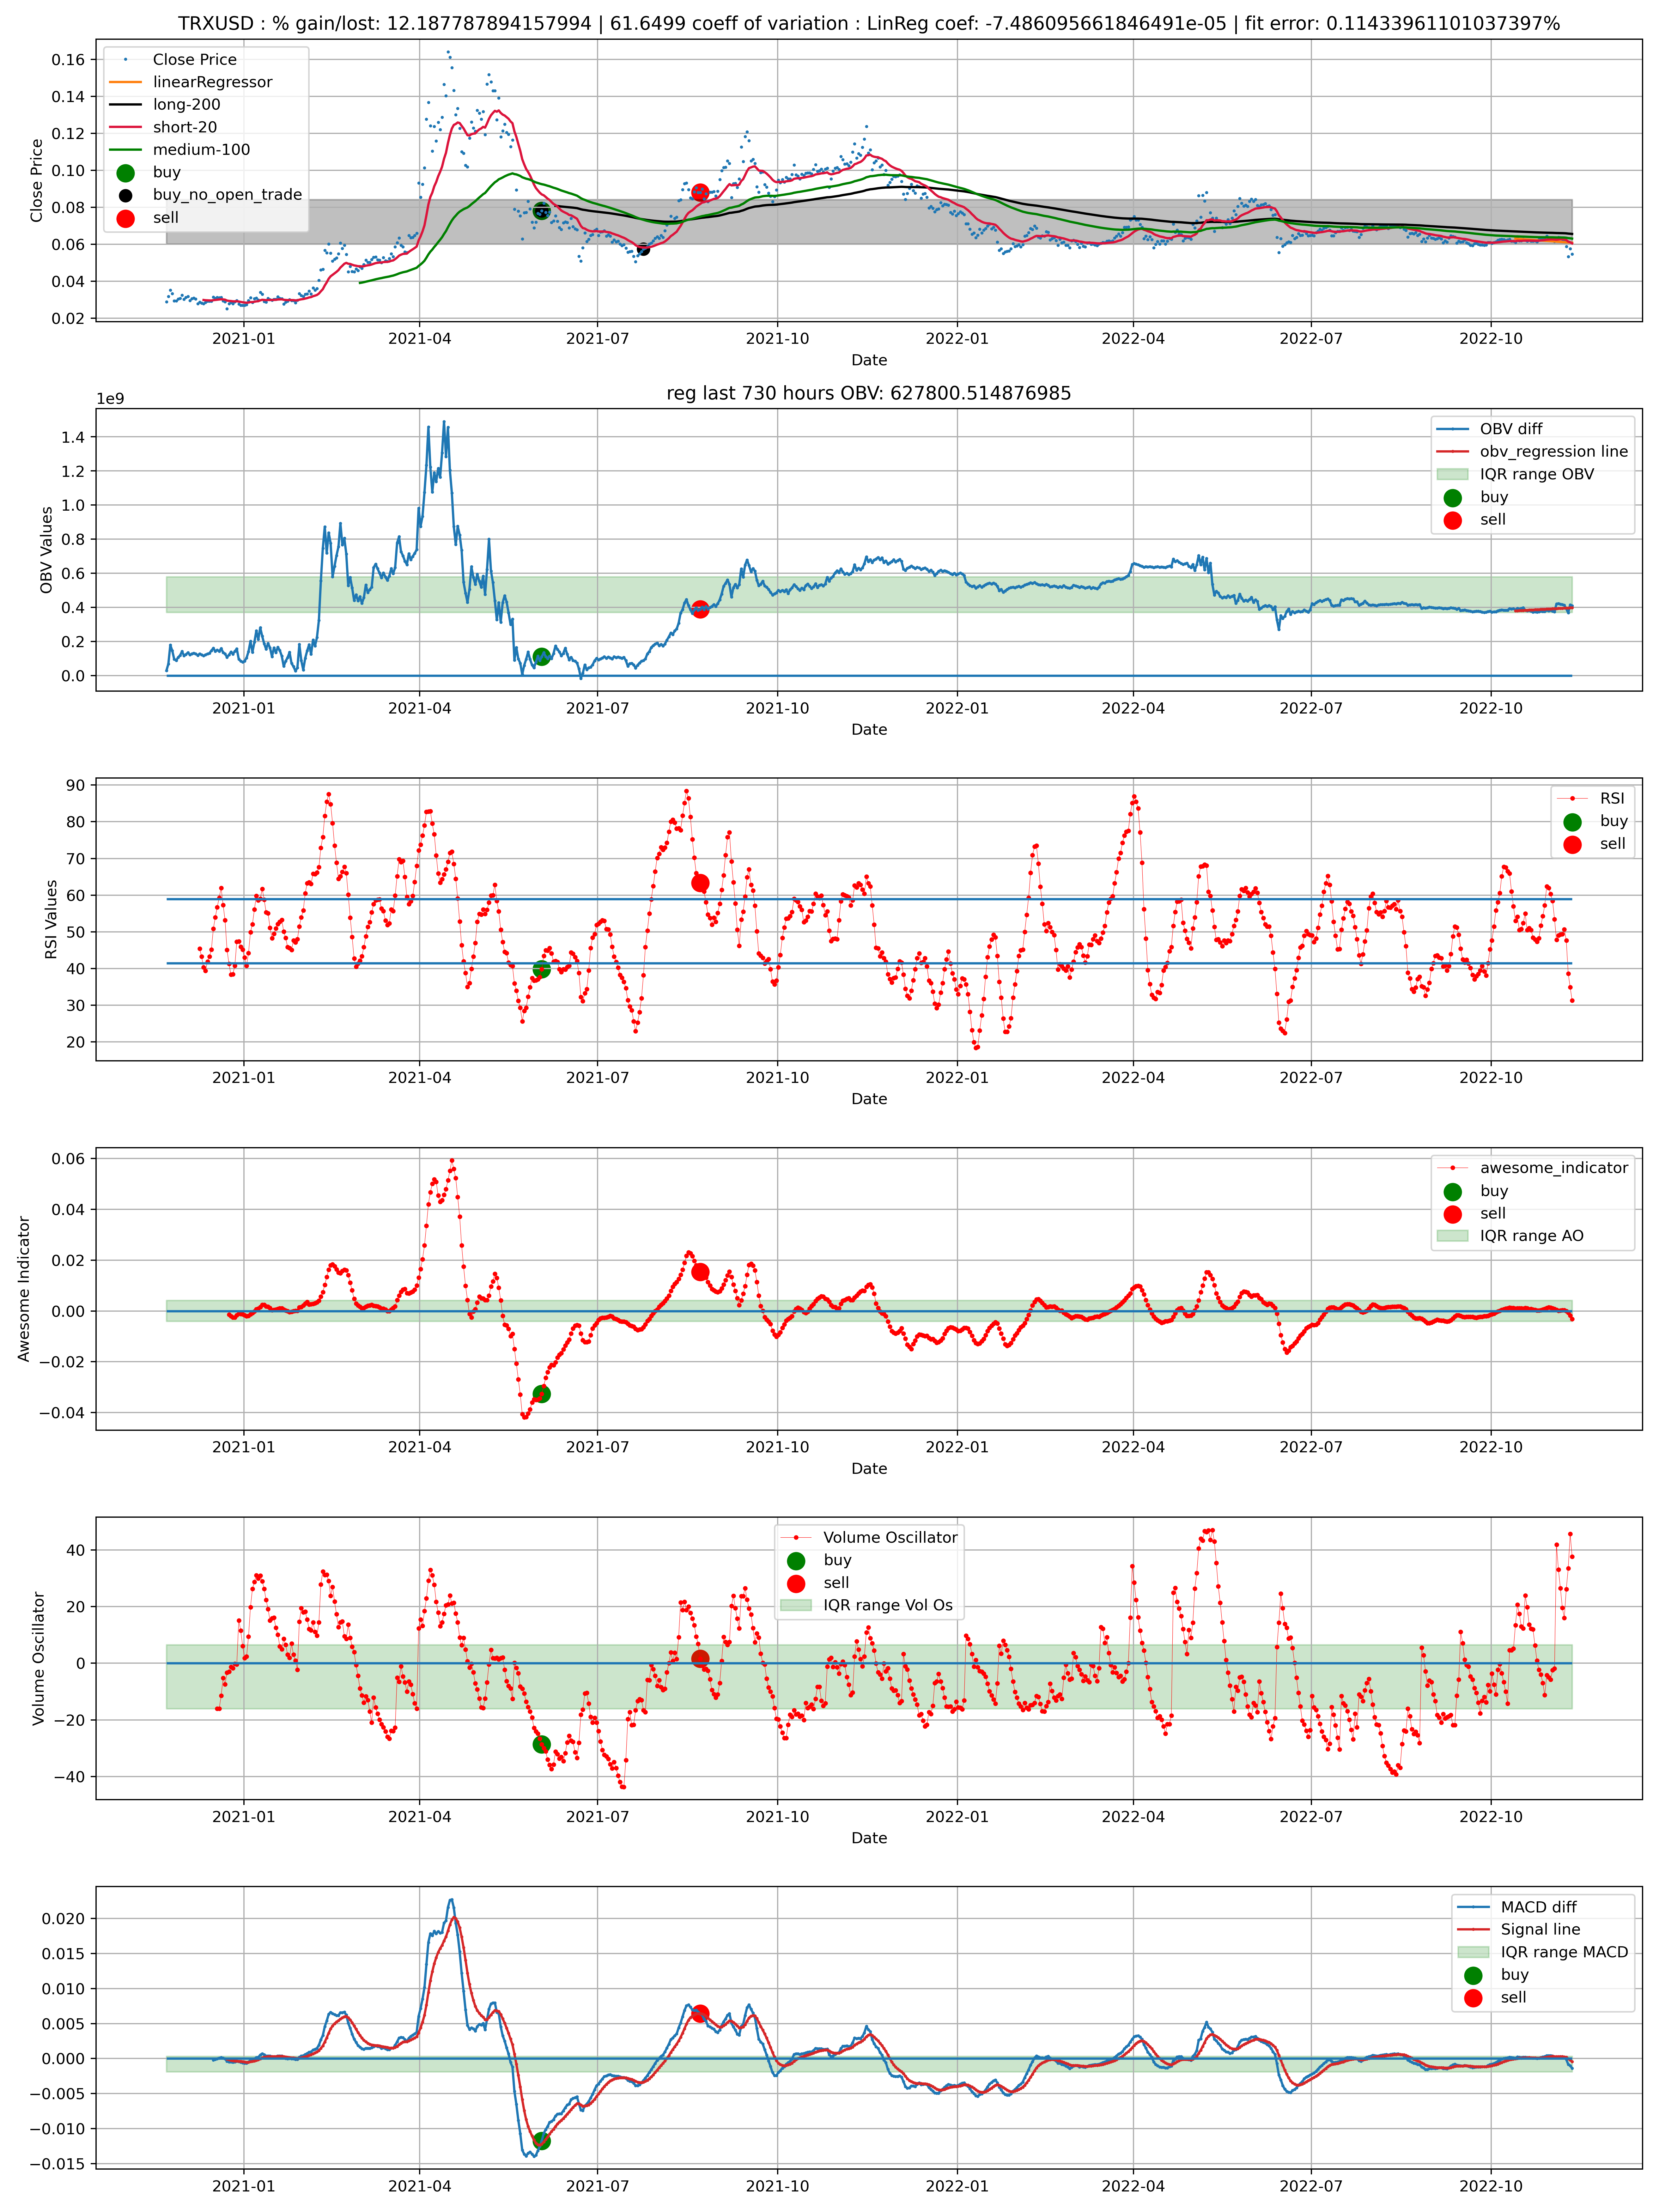 TRXUSD : % gain/lost: 12.187787894157994 | 61.6499 coeff of variation : LinReg coef: -7.486095661846491e-05 | fit error: 0.114339611010373​97%
Close Price
linearRegressor
long-200
short-20
medium-100
buy
buy_no_open_trade
sell
Close Price
0.16
0.14
0.12
0.10
0.08
0.06
0.04
0.02
2021-01 2021-04 2021-07 2021-10 2022-01 2022-04 2022-07 2022-10
Date
reg last 730 hours OBV: 627800.514876985
1e9
OBV diff
obv_regression line
IQR range OBV
buy
sell
OBV Values
1.4
1.2
1.0
0.8
0.6
0.4
0.2
0.0
2021-01 2021-04 2021-07 2021-10 2022-01 2022-04 2022-07 2022-10
Date
RSI
buy
sell
RSI Values
90
80
70
60
50
40
30
20
2021-01 2021-04 2021-07 2021-10 2022-01 2022-04 2022-07 2022-10
Date
awesome_indicator
buy
sell
IQR range AO
Awesome Indicator
0.06
0.04
0.02
0.00
−0.02
−0.04
2021-01 2021-04 2021-07 2021-10 2022-01 2022-04 2022-07 2022-10
Date
Volume Oscillator
buy
sell
IQR range Vol Os
Volume Oscillator
40
20
0
−20
−40
2021-01 2021-04 2021-07 2021-10 2022-01 2022-04 2022-07 2022-10
Date
MACD diff
Signal line
IQR range MACD
buy
sell
0.020
0.015
0.010
0.005
0.000
−0.005
−0.010
−0.015
2021-01 2021-04 2021-07 2021-10 2022-01 2022-04 2022-07 2022-10